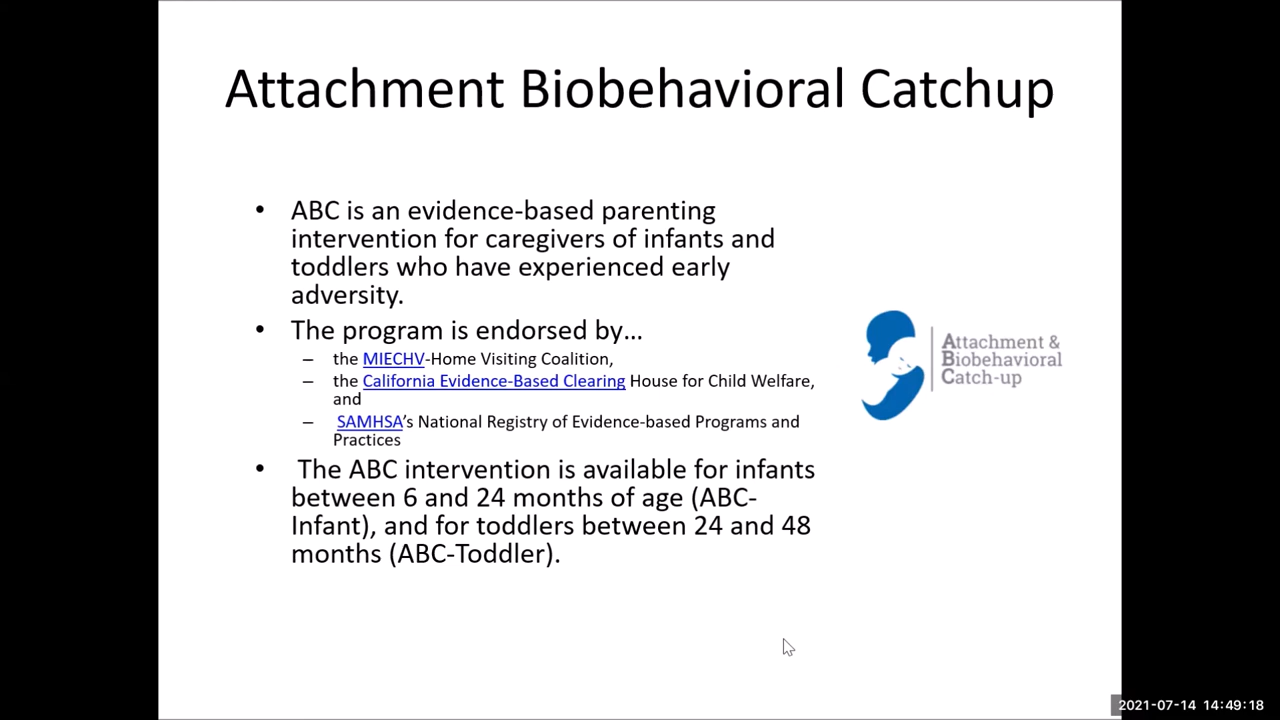 Attachment Biobehavioral Catchup
• ABC is an evidence-based parenting
intervention for caregivers of infants and
toddlers who have experienced early
adversity.
• The program is endorsed by…
– the MIECHV-Home Visiting Coalition,
– the California Evidence-Based Clearing House for Child Welfare,
and
– SAMHSA's National Registry of Evidence-based Programs and
Practices
• The ABC intervention is available for infants
between 6 and 24 months of age (ABC-
Infant), and for toddlers between 24 and 48
months (ABC-Toddler).
Attachment &
Biobehavioral
Catch-up
2021-07-14 14:49:18